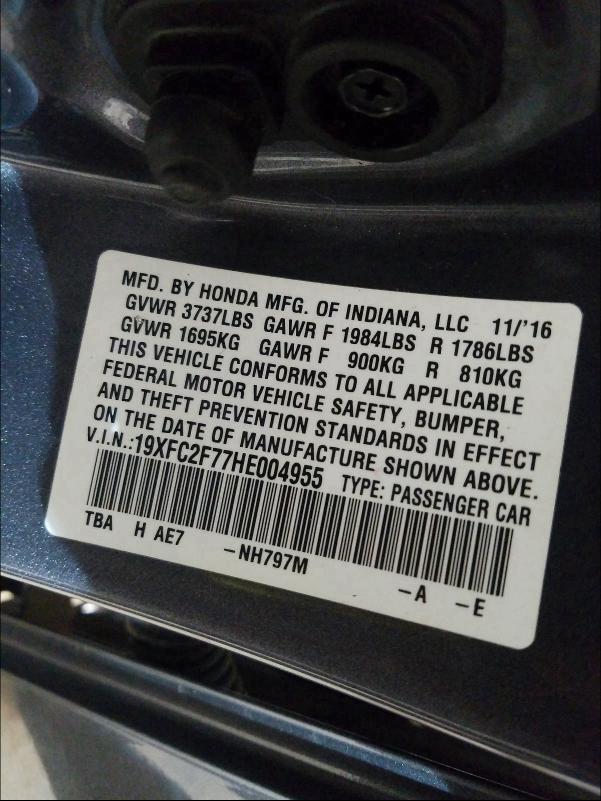 MFD. BY HONDA MFG. OF INDIANA, LLC 11/'16
GVWR 3737LBS GAWR F 1984LBS R 1786LBS
GVWR 1695KG GAWR F 900KG R 810KG
THIS VEHICLE CONFORMS TO ALL APPLICABLE
FEDERAL MOTOR VEHICLE SAFETY, BUMPER,
AND THEFT PREVENTION STANDARDS IN EFFECT
ON THE DATE OF MANUFACTURE SHOWN ABOVE.
V.I.N.:19XFC2F77HE004955 TYPE: PASSENGER CAR
TBA H AE7 –NH797M –A –E